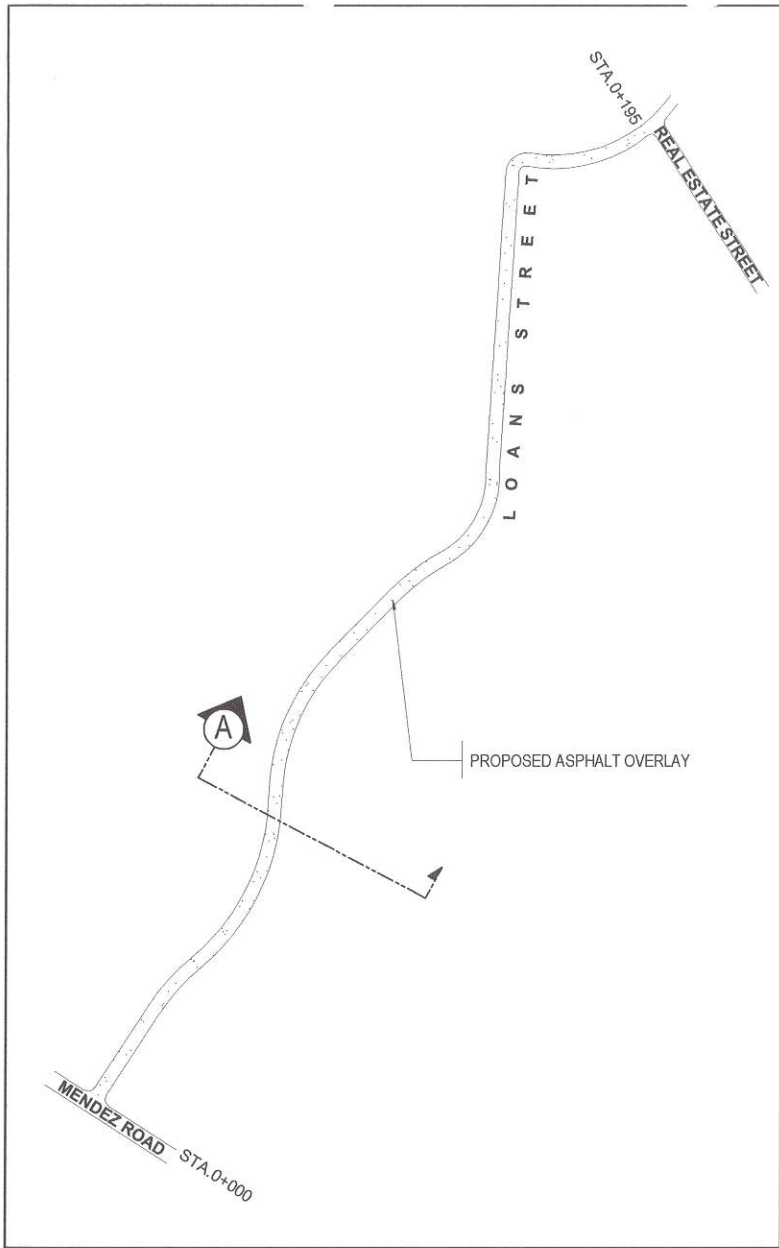 STA.0+195
REAL ESTATE STREET
LOANS STREET
A
PROPOSED ASPHALT OVERLAY
MENDEZ ROAD
STA.0+000